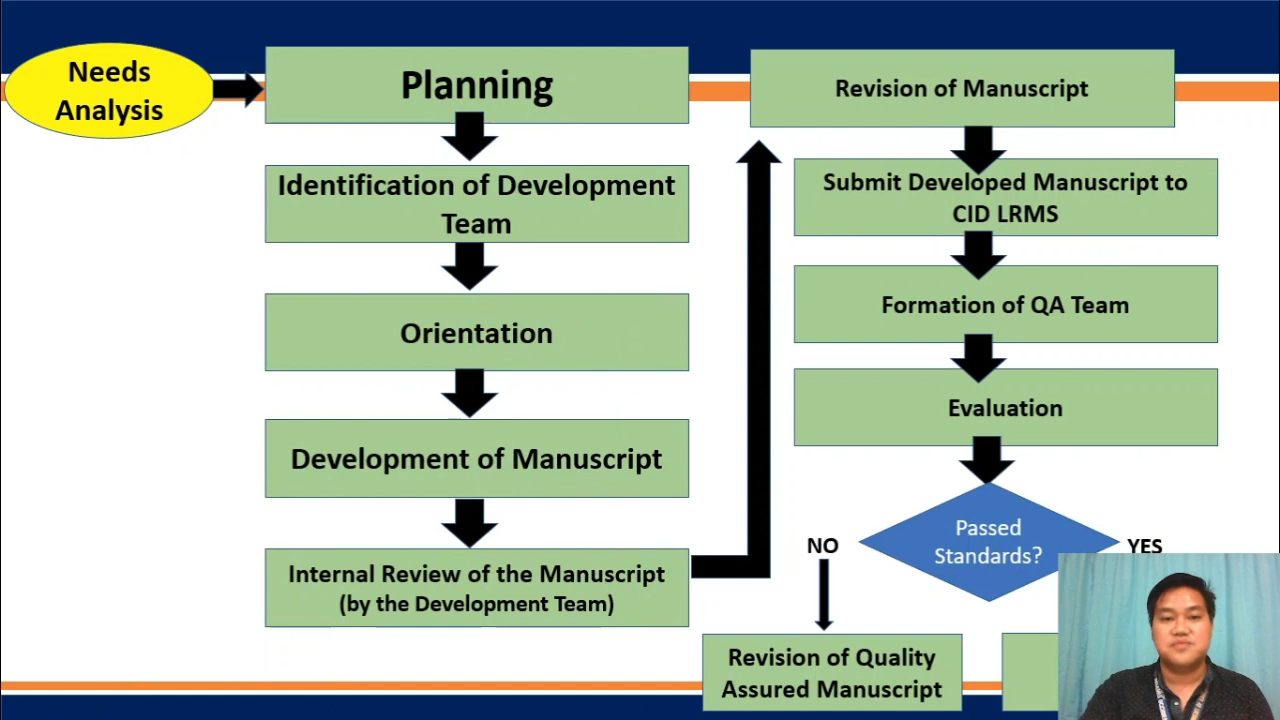 Needs
Analysis
Planning
Identification of Development
Team
Orientation
Development of Manuscript
Internal Review of the Manuscript
(by the Development Team)
Revision of Manuscript
Submit Developed Manuscript to
CID LRMS
Formation of QA Team
Evaluation
Passed
Standards?
NO
YES
Revision of Quality
Assured Manuscript